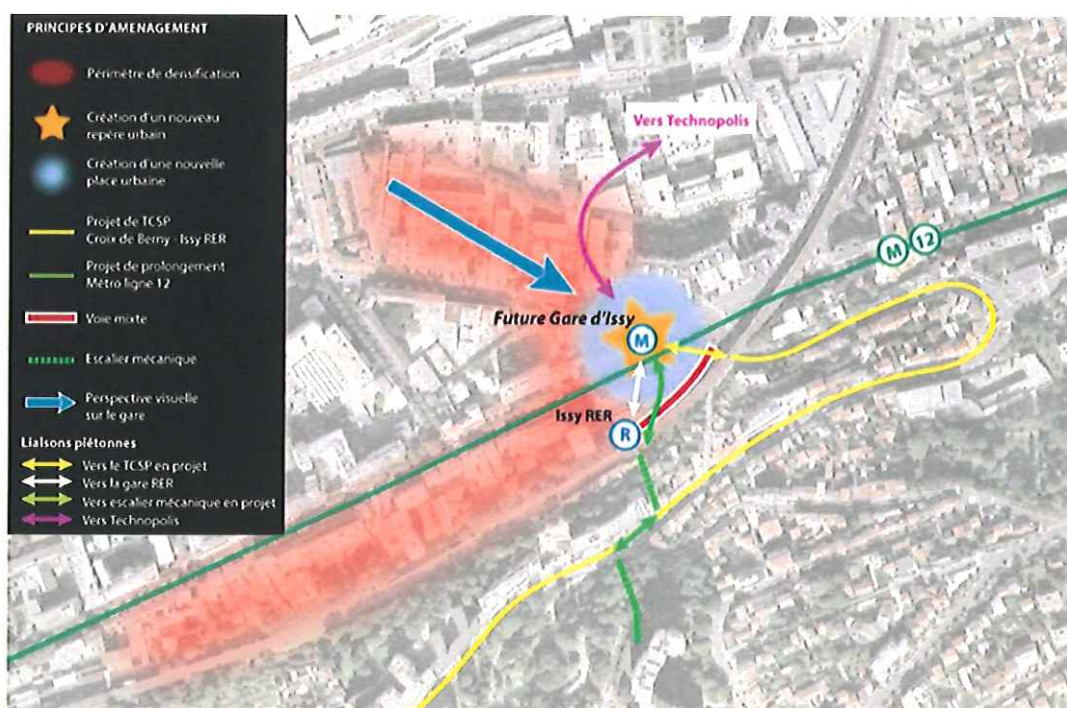 PRINCIPES D'AMENAGEMENT
Périmètre de densification
Création d'un nouveau
repère urbain
Création d'une nouvelle
place urbaine
Projet de TCSP
Croix de Berny - Issy RER
Projet de prolongement
Métro ligne 12
Voie mixte
Escalier mécanique
Perspective visuelle
sur le gare
Liaisons piétonnes
Vers le TCSP en projet
Vers la gare RER
Vers escalier mécanique en projet
Vers Technopolis
Vers Technopolis
M 12
Future Gare d'Issy
M
Issy RER
R